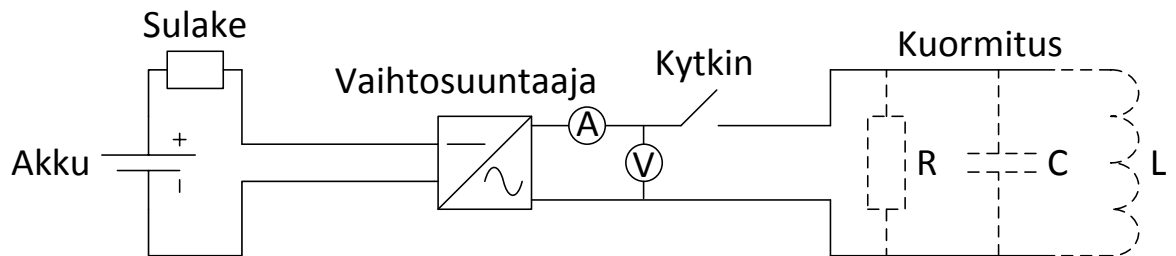 Sulake
Kuormitus
Kytkin
Vaihtosuuntaaja
A
V
Akku
+
R
C
L